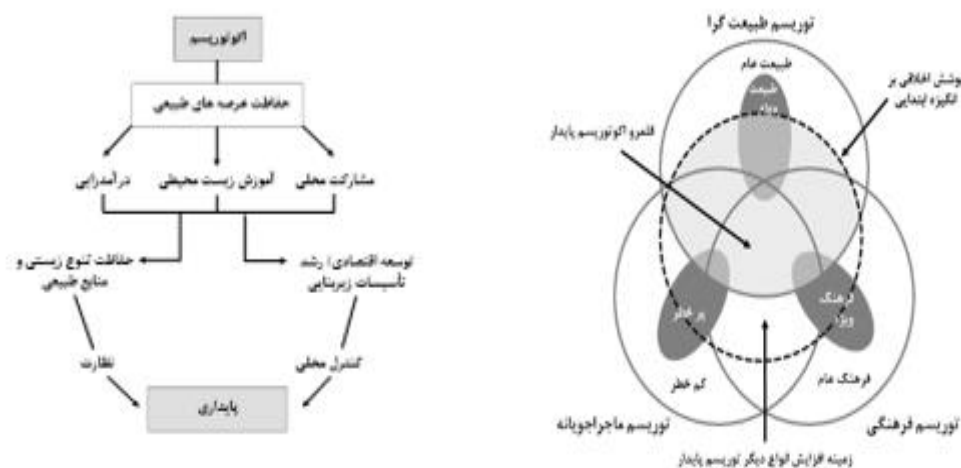 اکوتوریسم
حفاظت عرصه های طبیعی
مشارکت محلی
آموزش زیست محیطی
درآمدزایی
توسعه اقتصادی/ رشد
تأسیسات زیربنایی
حفاظت تنوع زیستی و
منابع طبیعی
کنترل محلی
نظارت
پایداری
توریسم طبیعت گرا
طبیعت عام
طبیعت
ویژه
پوشش اخلاقی بر
انگیزه ابتدایی
قلمرو اکوتوریسم پایدار
فرهنگ
ویژه
پر خطر
فرهنگ عام
کم خطر
توریسم فرهنگی
توریسم ماجراجویانه
زمینه افزایش انواع دیگر توریسم پایدار